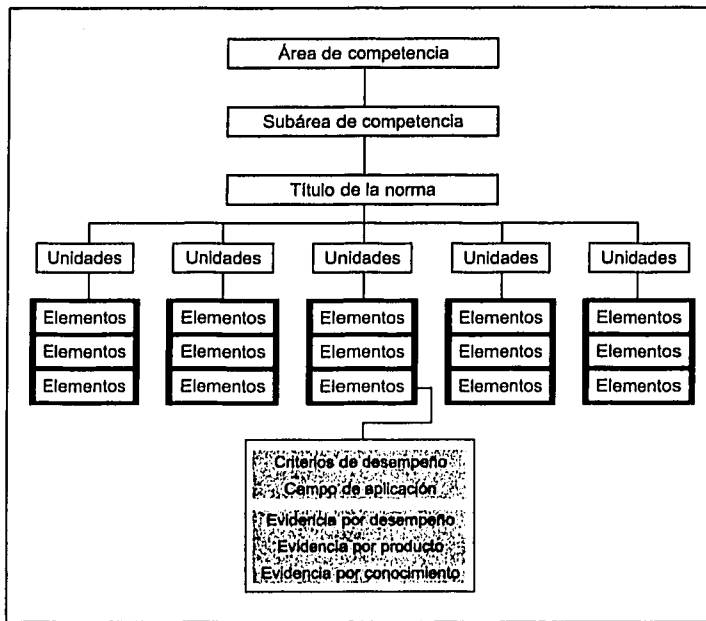 Área de competencia
Subárea de competencia
Título de la norma
Unidades Unidades Unidades Unidades Unidades
Elementos Elementos Elementos Elementos Elementos
Elementos Elementos Elementos Elementos Elementos
Elementos Elementos Elementos Elementos Elementos
Criterios de desempeño
Campo de aplicación
Evidencia por desempeño
Evidencia por producto
Evidencia por conocimiento